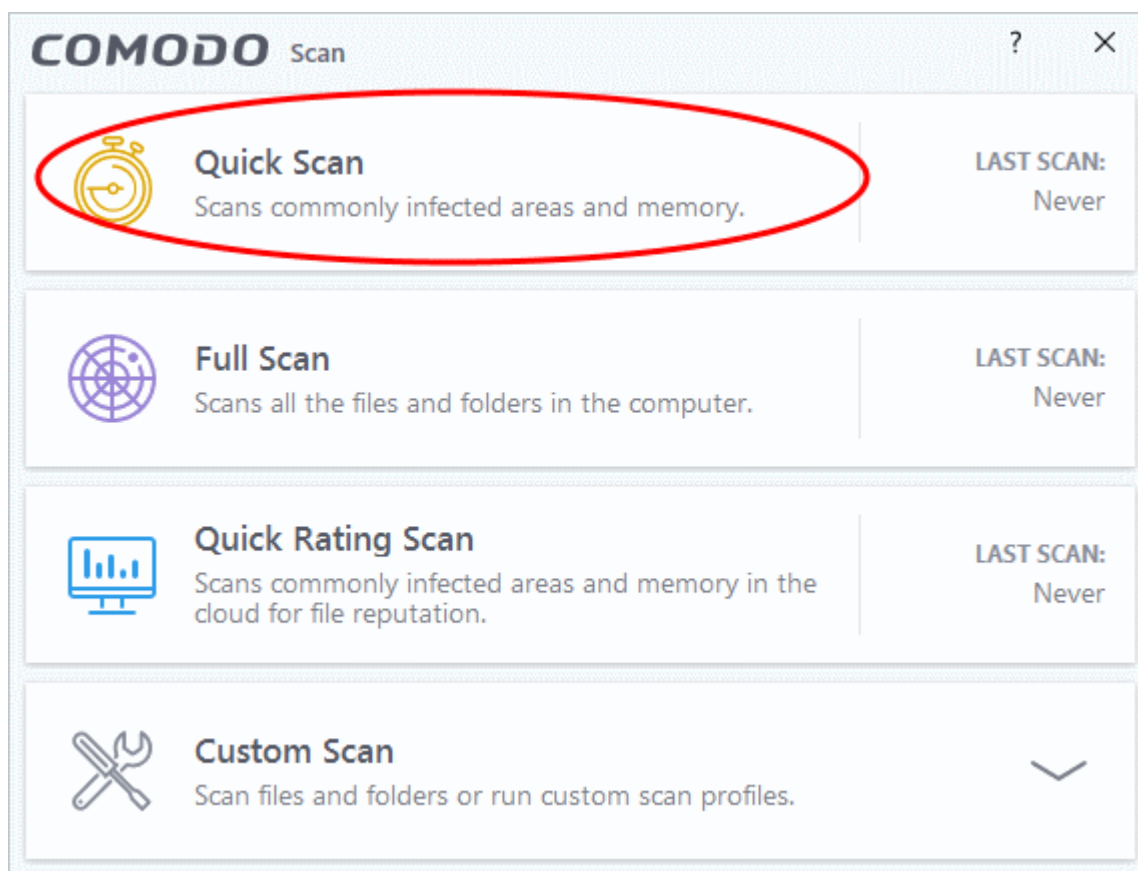 COMODO Scan
?
Quick Scan
Scans commonly infected areas and memory.
LAST SCAN:
Never
Full Scan
Scans all the files and folders in the computer.
LAST SCAN:
Never
Quick Rating Scan
Scans commonly infected areas and memory in the
cloud for file reputation.
LAST SCAN:
Never
Custom Scan
Scan files and folders or run custom scan profiles.